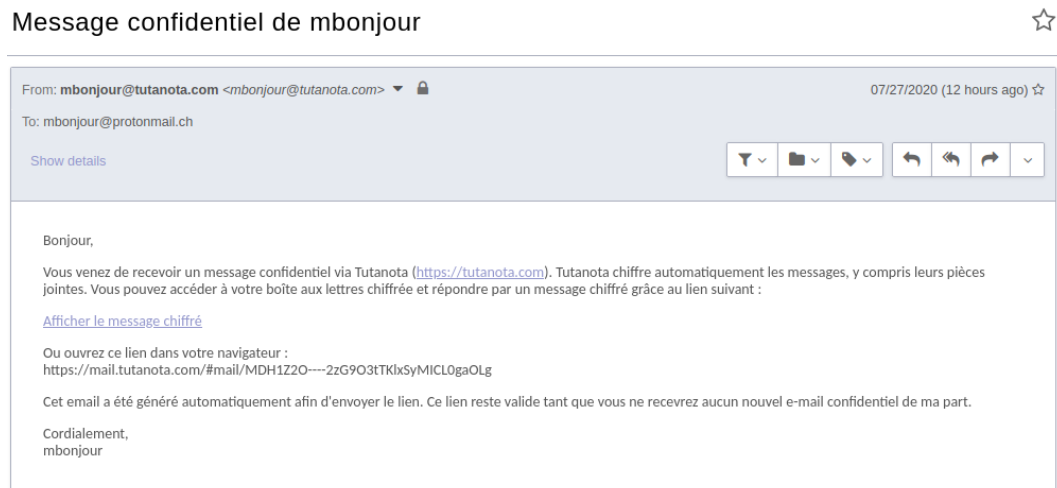 Message confidentiel de mbonjour
From: mbonjour@tutanota.com <mbonjour@tutanota.com>
07/27/2020 (12 hours ago)
To: mbonjour@protonmail.ch
Show details
Bonjour,
Vous venez de recevoir un message confidentiel via Tutanota (https://tutanota.com). Tutanota chiffre automatiquement les messages, y compris leurs pièces
jointes. Vous pouvez accéder à votre boîte aux lettres chiffrée et répondre par un message chiffré grâce au lien suivant :
Afficher le message chiffré
Ou ouvrez ce lien dans votre navigateur :
https://mail.tutanota.com/#mail/MDH1Z2O----2zG9O3tTKlxSyMICL0gaOLg
Cet email a été généré automatiquement afin d'envoyer le lien. Ce lien reste valide tant que vous ne recevrez aucun nouvel e-mail confidentiel de ma part.
Cordialement,
mbonjour